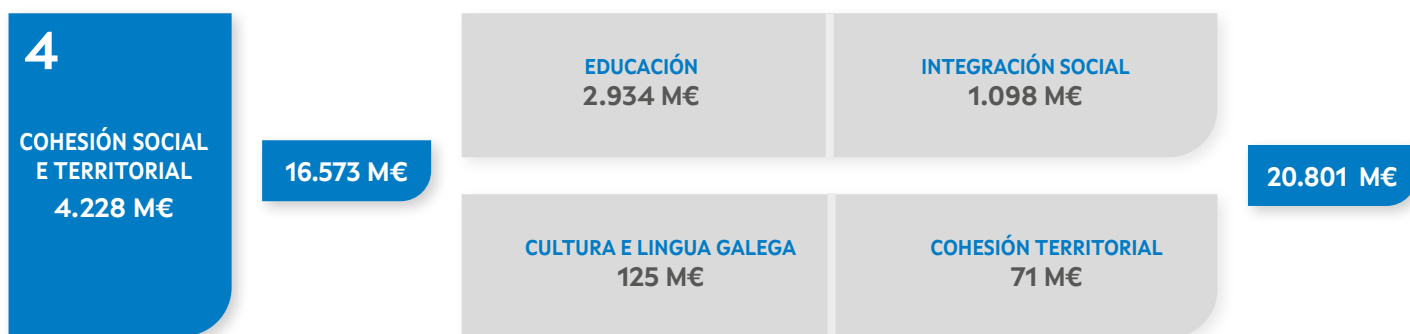 4
COHESIÓN SOCIAL
E TERRITORIAL
4.228 M€
16.573 M€
EDUCACIÓN
2.934 M€
INTEGRACIÓN SOCIAL
1.098 M€
CULTURA E LINGUA GALEGA
125 M€
COHESIÓN TERRITORIAL
71 M€
20.801 M€